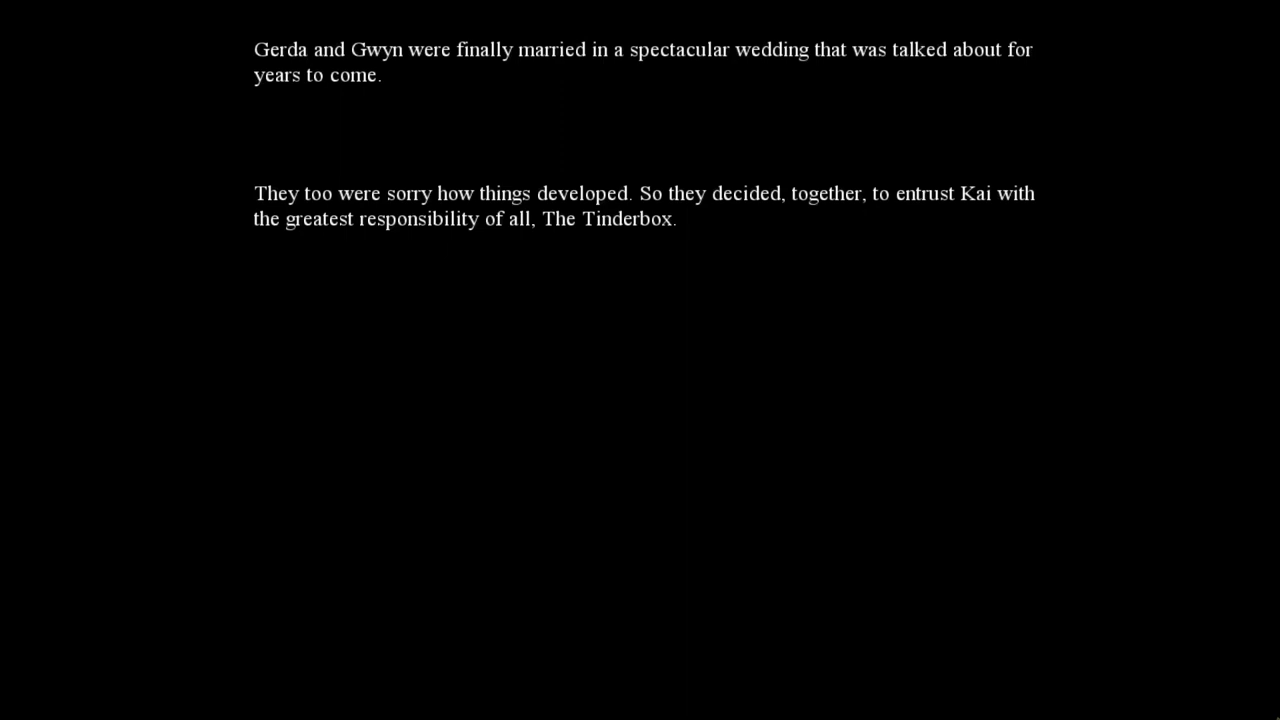 Gerda and Gwyn were finally married in a spectacular wedding that was talked about for
years to come.
They too were sorry how things developed. So they decided, together, to entrust Kai with
the greatest responsibility of all, The Tinderbox.